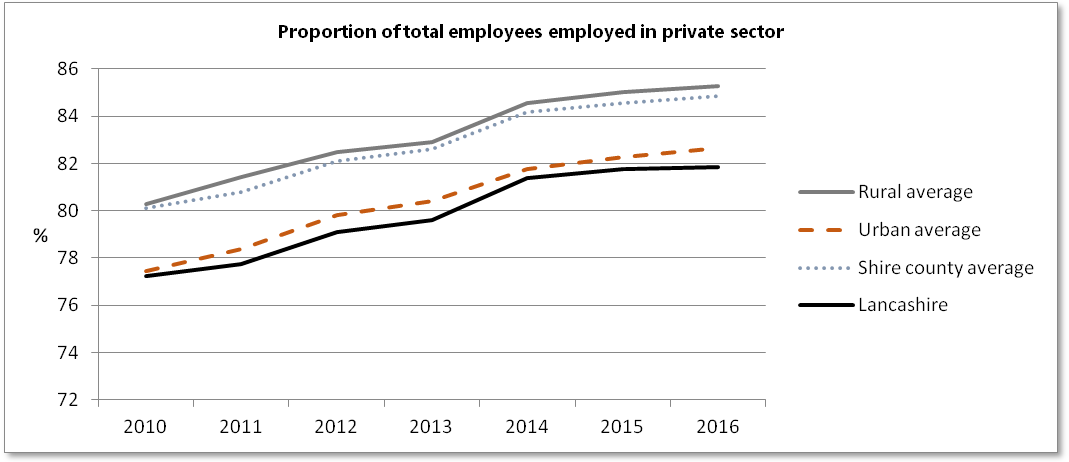 Proportion of total employees employed in private sector
86
84
82
80
78
76
74
72
%
2010 2011 2012 2013 2014 2015 2016
Rural average
Urban average
Shire county average
Lancashire